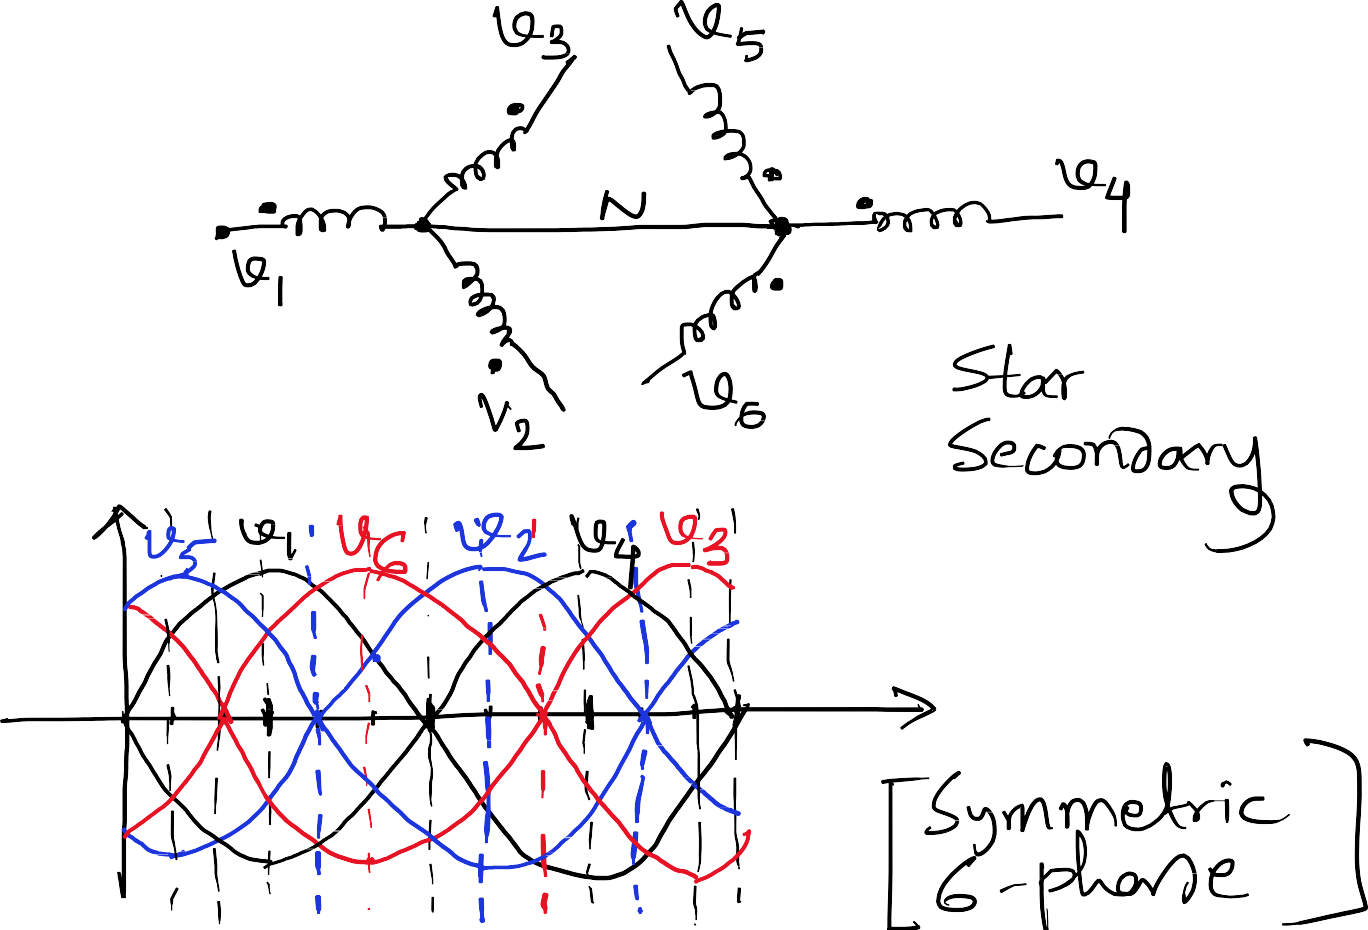 v3
v5
N
v4
v1
v6
V2
Star
Secondary
v5 v1 v6 v2 v4 v3
[Symmetric
6-phase]